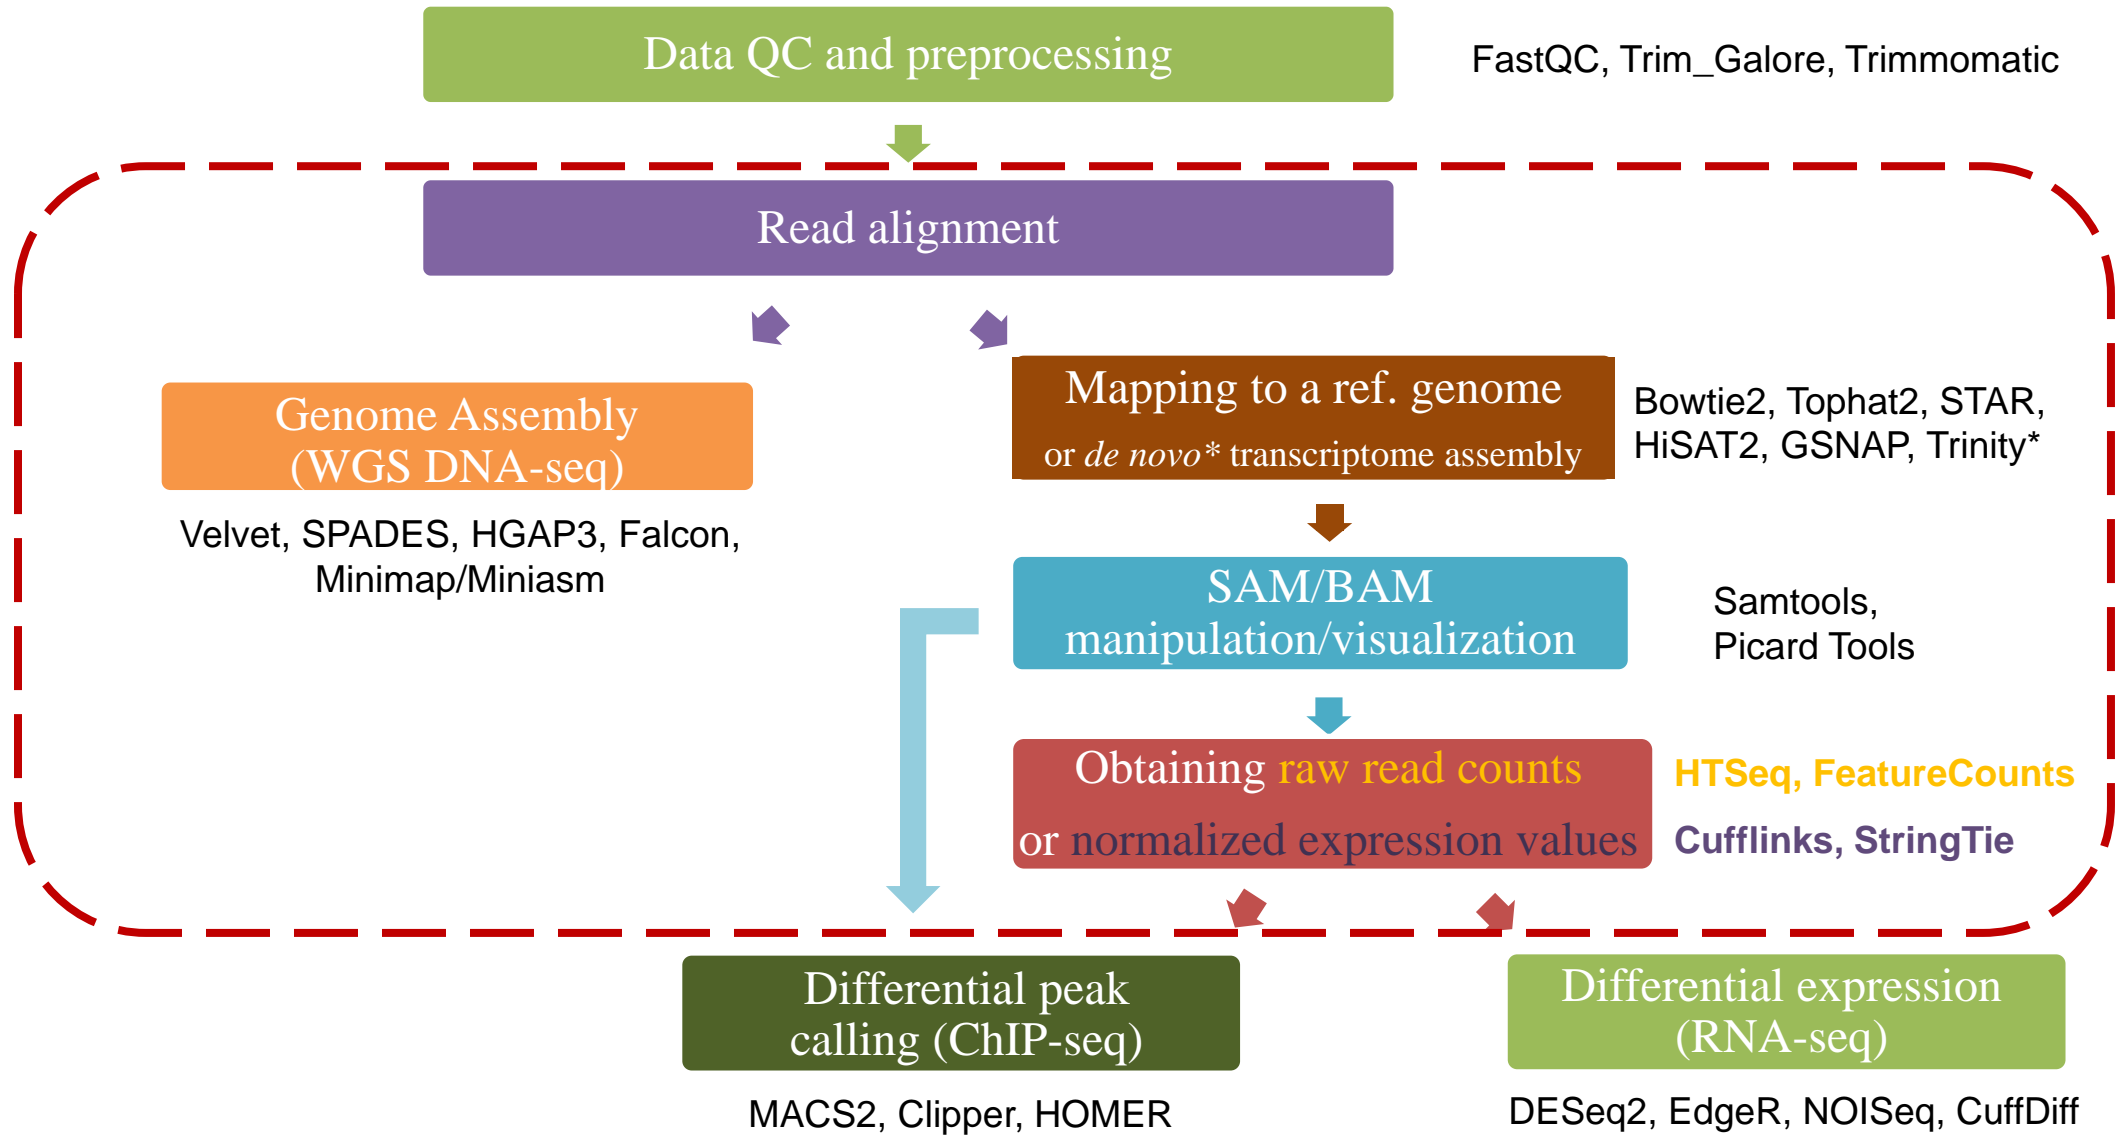 Data QC and preprocessing
FastQC, Trim_Galore, Trimmomatic
Read alignment
Genome Assembly
(WGS DNA-seq)
Velvet, SPADES, HGAP3, Falcon,
Minimap/Miniasm
Mapping to a ref. genome
or de novo* transcriptome assembly
Bowtie2, Tophat2, STAR,
HiSAT2, GSNAP, Trinity*
SAM/BAM
manipulation/visualization
Samtools,
Picard Tools
Obtaining raw read counts
or normalized expression values
HTSeq, FeatureCounts
Cufflinks, StringTie
Differential peak
calling (ChIP-seq)
MACS2, Clipper, HOMER
Differential expression
(RNA-seq)
DESeq2, EdgeR, NOISeq, CuffDiff